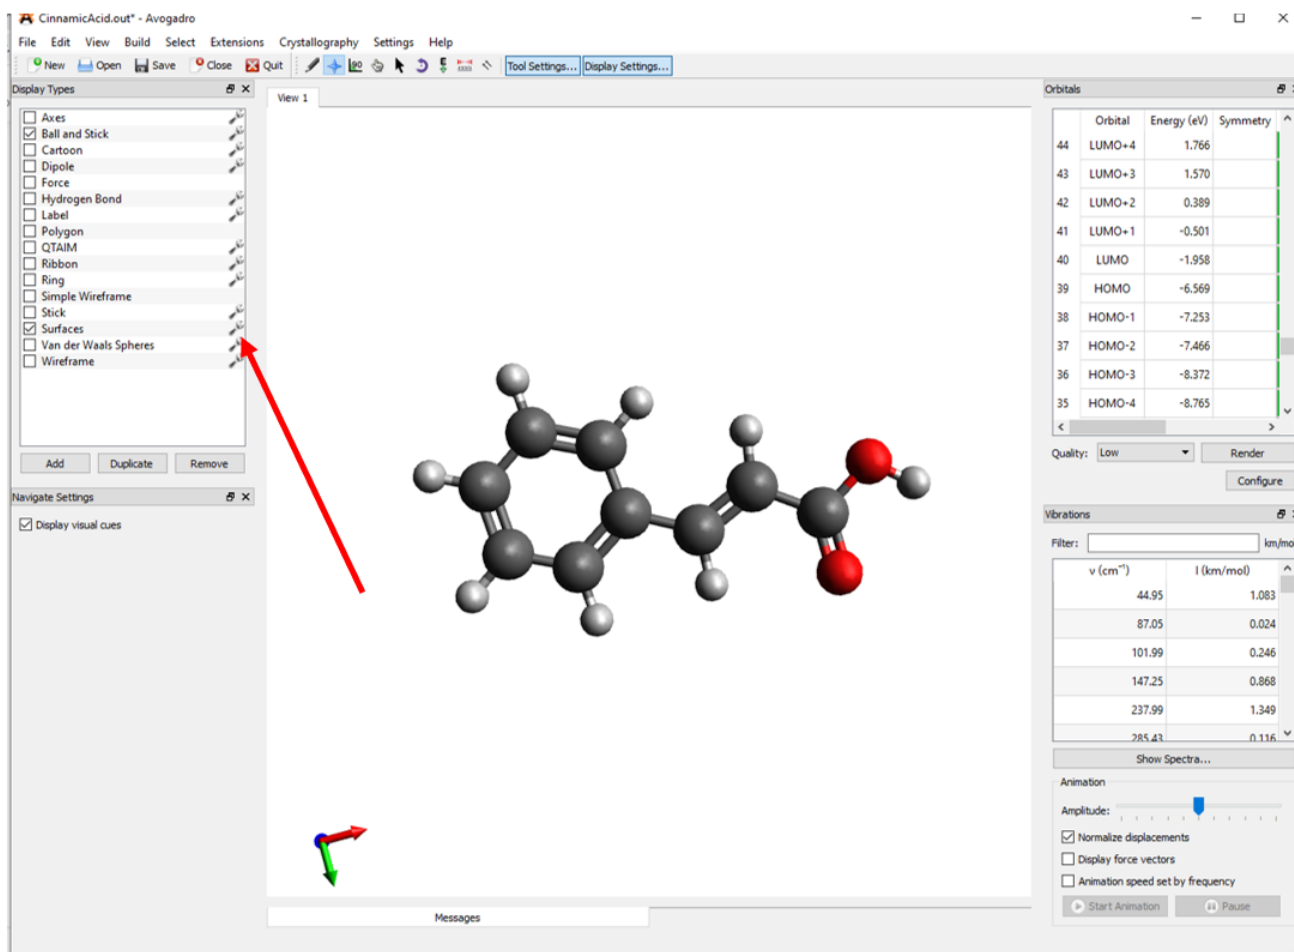 CinnamicAcid.out* - Avogadro
File Edit View Build Select Extensions Crystallography Settings Help
New Open Save Close Quit Tool Settings... Display Settings...
Display Types
Axes
Ball and Stick
Cartoon
Dipole
Force
Hydrogen Bond
Label
Polygon
QTAIM
Ribbon
Ring
Simple Wireframe
Stick
Surfaces
Van der Waals Spheres
Wireframe
Add Duplicate Remove
Navigate Settings
Display visual cues
View 1
Messages
Orbitals
Orbital Energy (eV) Symmetry
44 LUMO+4 1.766
43 LUMO+3 1.570
42 LUMO+2 0.389
41 LUMO+1 -0.501
40 LUMO -1.958
39 HOMO -6.569
38 HOMO-1 -7.253
37 HOMO-2 -7.466
36 HOMO-3 -8.372
35 HOMO-4 -8.765
Quality: Low Render
Configure
Vibrations
Filter: km/mo
ν (cm⁻¹) I (km/mol)
44.95 1.083
87.05 0.024
101.99 0.246
147.25 0.868
237.99 1.349
285.43 0.116
Show Spectra...
Animation
Amplitude:
Normalize displacements
Display force vectors
Animation speed set by frequency
Start Animation Pause